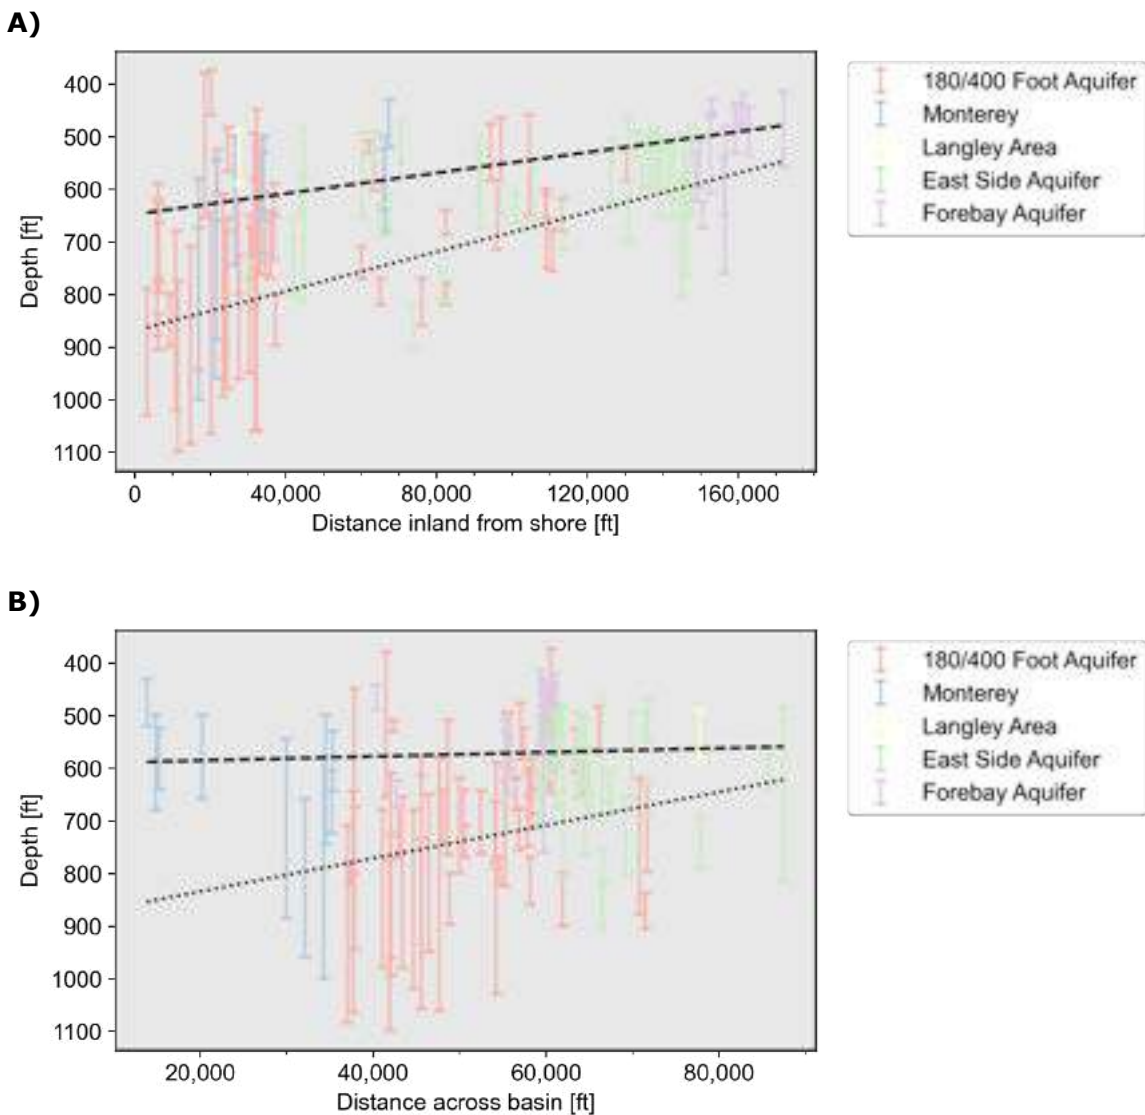 A)
400
500
600
700
800
900
1000
1100
Depth [ft]
0
40,000
80,000
120,000
160,000
Distance inland from shore [ft]
180/400 Foot Aquifer
Monterey
Langley Area
East Side Aquifer
Forebay Aquifer
B)
400
500
600
700
800
900
1000
1100
Depth [ft]
20,000
40,000
60,000
80,000
Distance across basin [ft]
180/400 Foot Aquifer
Monterey
Langley Area
East Side Aquifer
Forebay Aquifer